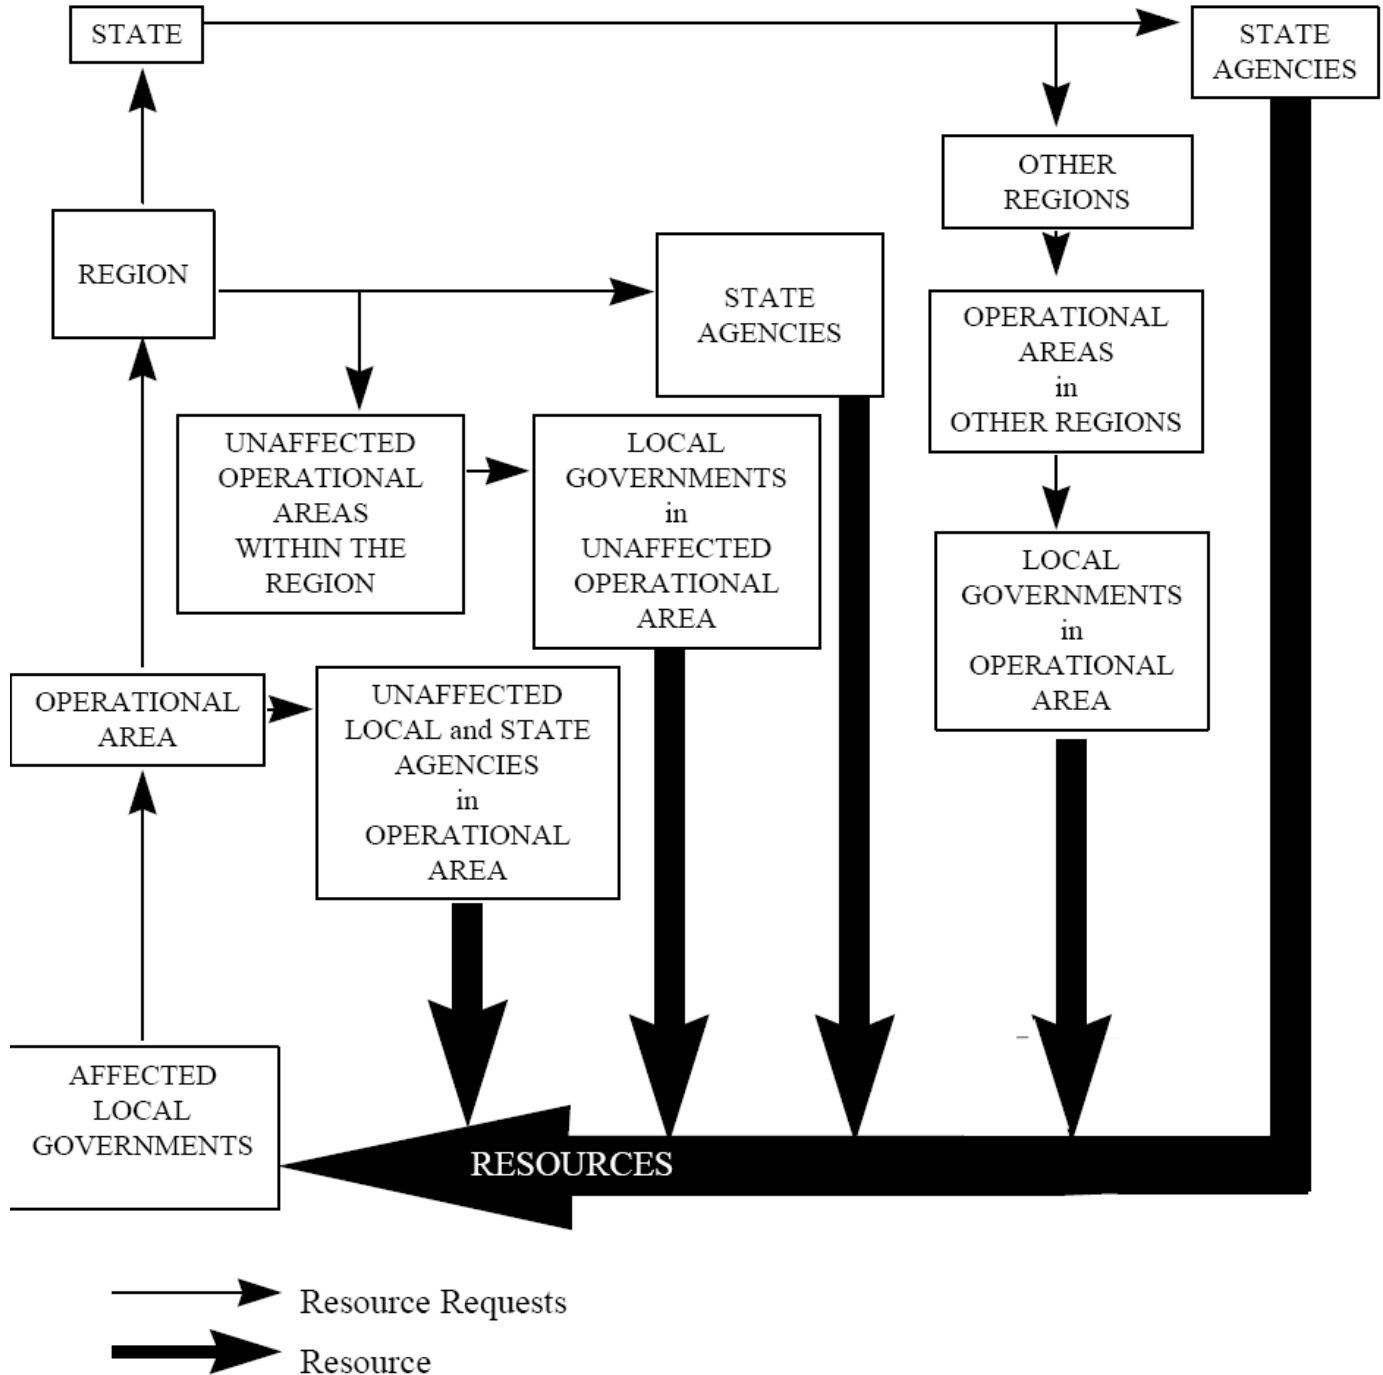 STATE
STATE
AGENCIES
OTHER
REGIONS
REGION
STATE
AGENCIES
OPERATIONAL
AREAS
in
OTHER REGIONS
UNAFFECTED
OPERATIONAL
AREAS
WITHIN THE
REGION
LOCAL
GOVERNMENTS
in
UNAFFECTED
OPERATIONAL
AREA
LOCAL
GOVERNMENTS
in
OPERATIONAL
AREA
OPERATIONAL
AREA
UNAFFECTED
LOCAL and STATE
AGENCIES
in
OPERATIONAL
AREA
AFFECTED
LOCAL
GOVERNMENTS
RESOURCES
Resource Requests
Resource